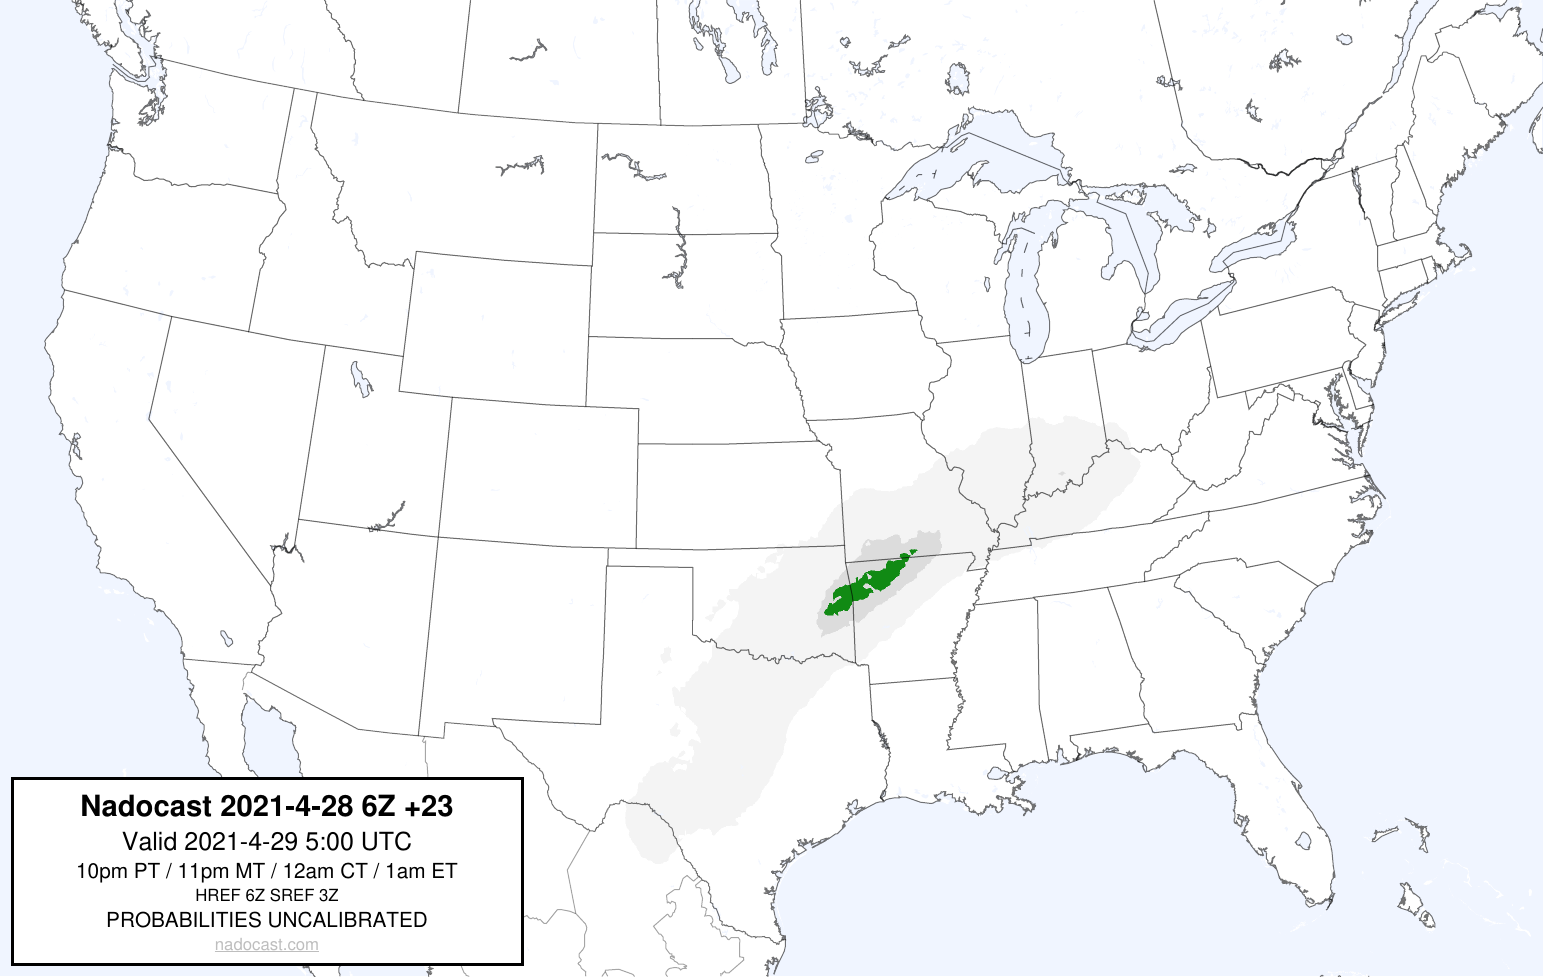 Nadocast 2021-4-28 6Z +23
Valid 2021-4-29 5:00 UTC
10pm PT / 11pm MT / 12am CT / 1am ET
HREF 6Z SREF 3Z
PROBABILITIES UNCALIBRATED
nadocast.com